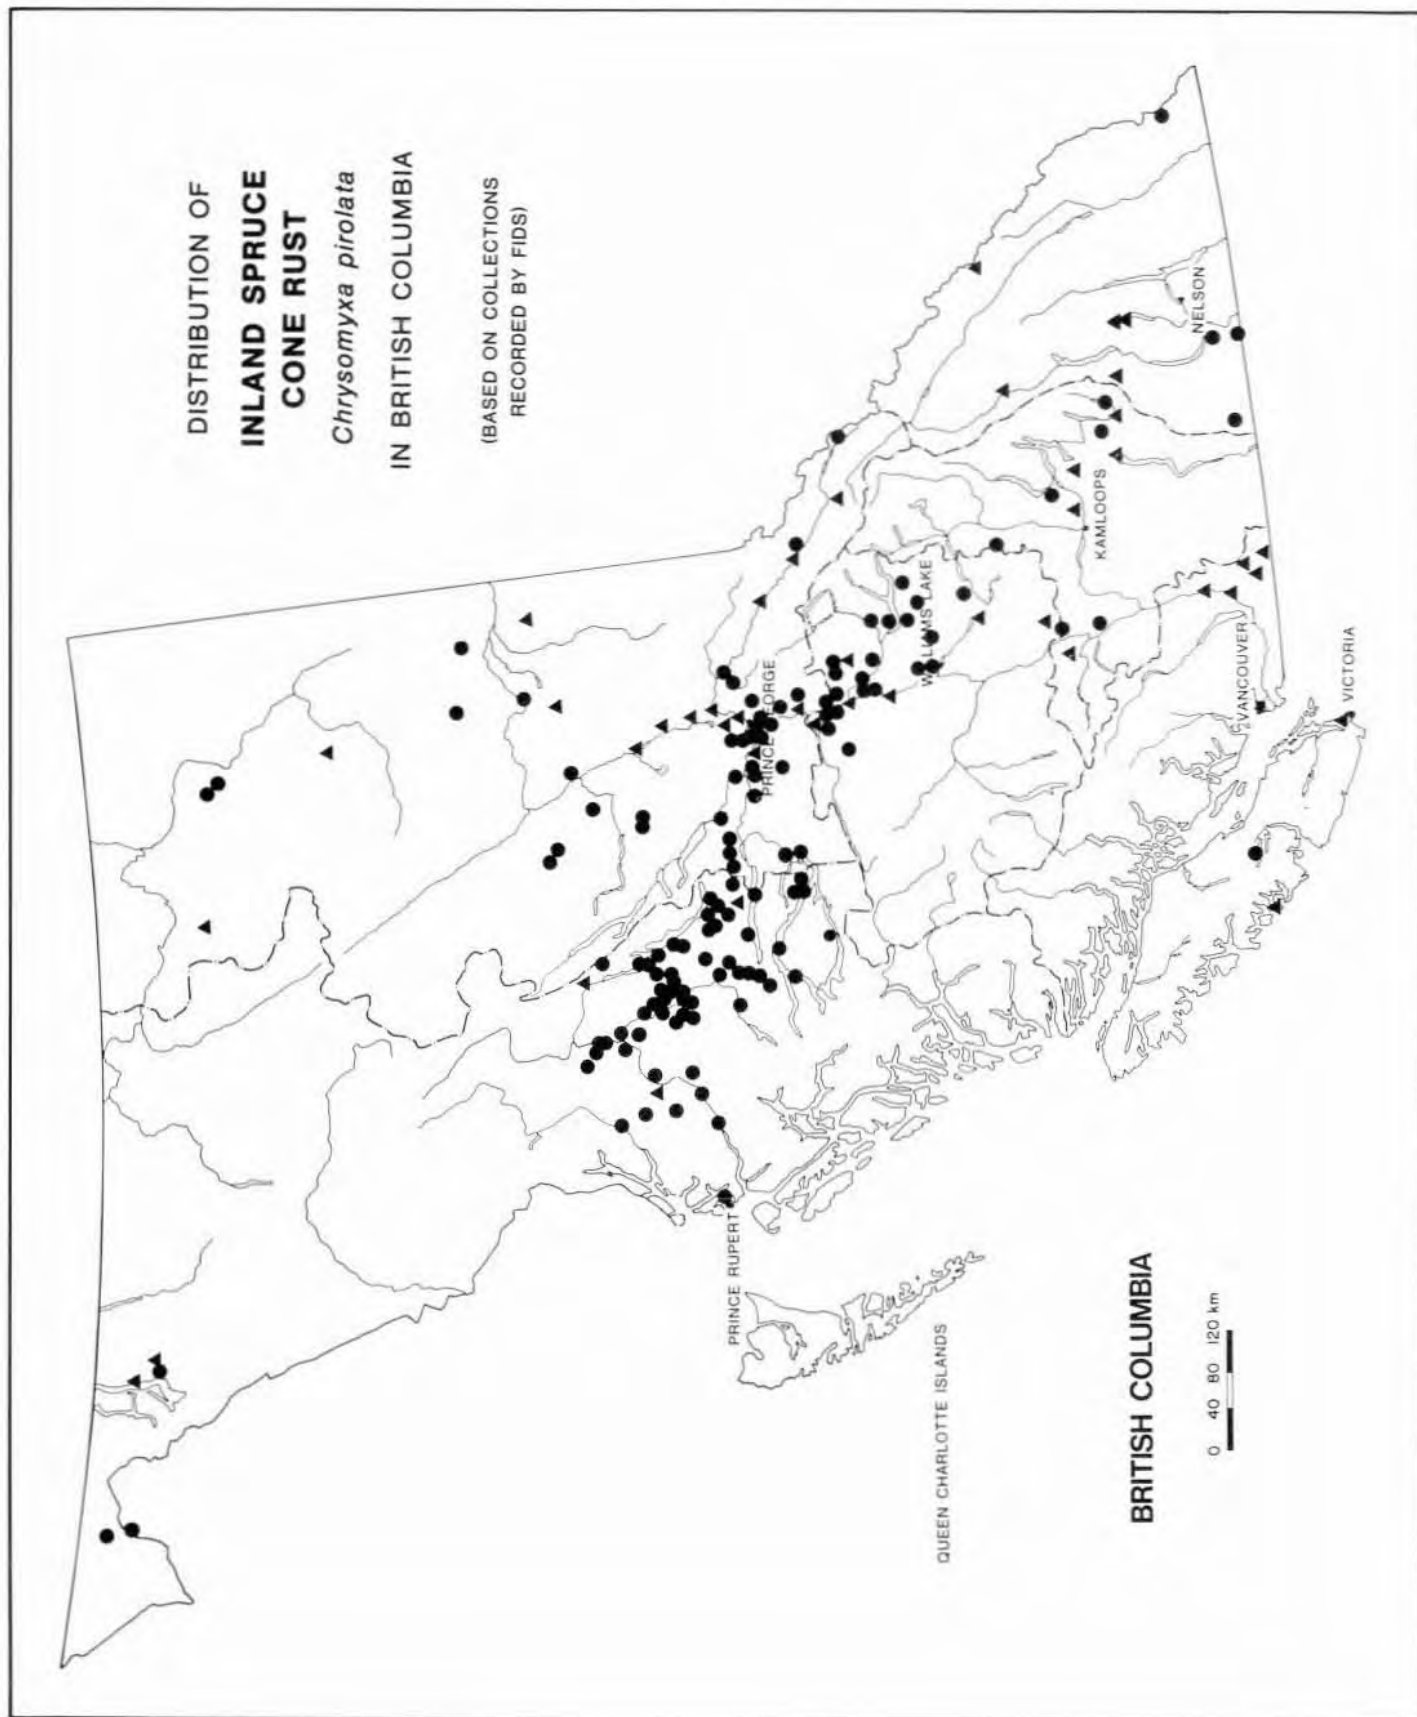 DISTRIBUTION OF
INLAND SPRUCE
CONE RUST
Chrysomyxa pirolata
IN BRITISH COLUMBIA
(BASED ON COLLECTIONS
RECORDED BY FIDS)
PRINCE GEORGE
WILLIAMS LAKE
KAMLOOPS
NELSON
VANCOUVER
VICTORIA
PRINCE RUPERT
QUEEN CHARLOTTE ISLANDS
BRITISH COLUMBIA
0 40 80 120 km